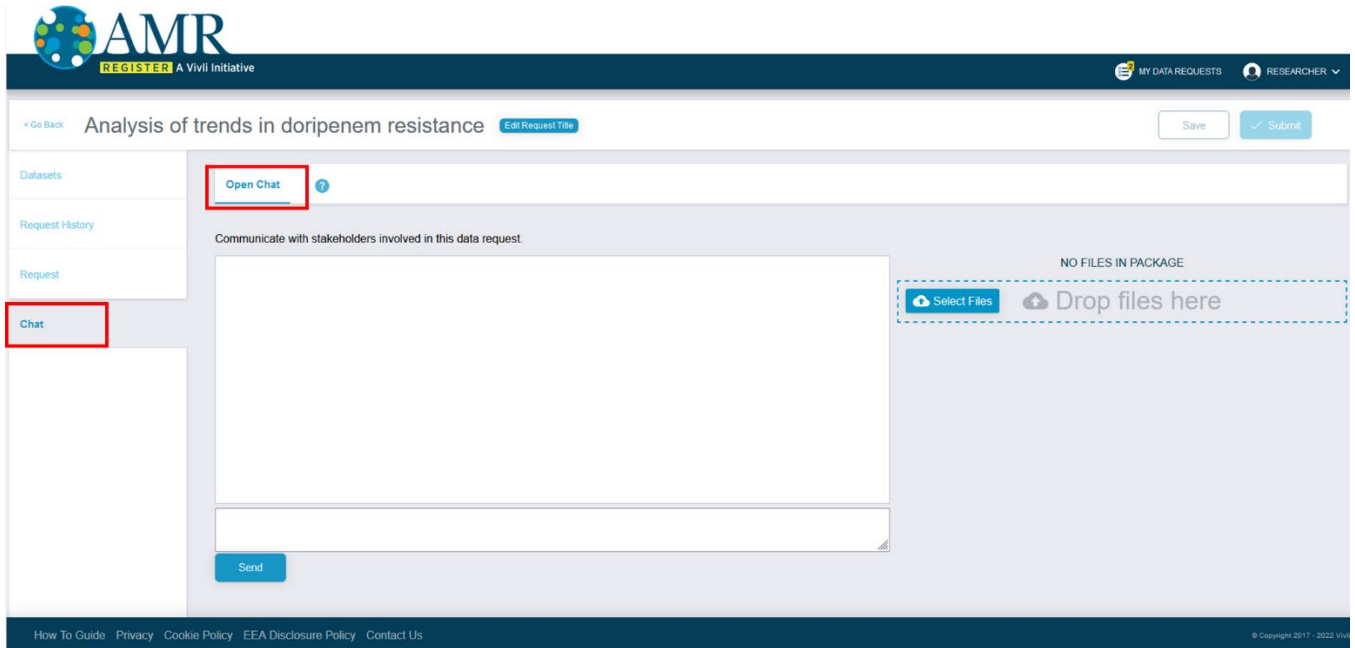 AMR
REGISTER A Vivli Initiative
2
MY DATA REQUESTS
RESEARCHER
< Go Back
Analysis of trends in doripenem resistance
Edit Request Title
Save
Submit
Datasets
Request History
Request
Chat
Open Chat
?
Communicate with stakeholders involved in this data request.
NO FILES IN PACKAGE
Select Files
Drop files here
Send
How To Guide Privacy Cookie Policy EEA Disclosure Policy Contact Us
© Copyright 2017 - 2022 Vivli